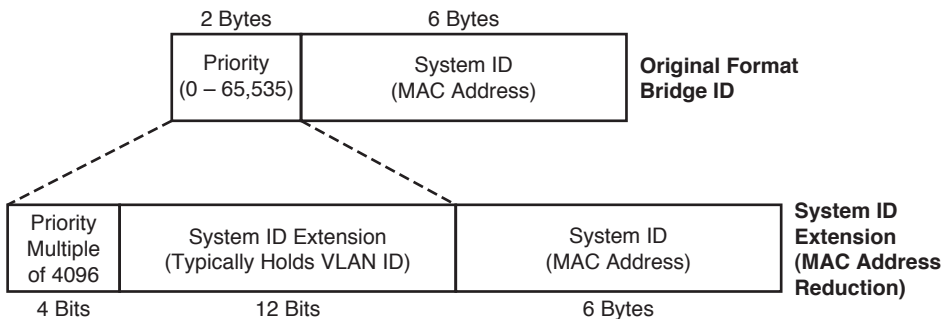 2 Bytes
6 Bytes
Priority
(0 – 65,535)
System ID
(MAC Address)
Original Format
Bridge ID
Priority
Multiple
of 4096
System ID Extension
(Typically Holds VLAN ID)
System ID
(MAC Address)
System ID
Extension
(MAC Address
Reduction)
4 Bits
12 Bits
6 Bytes